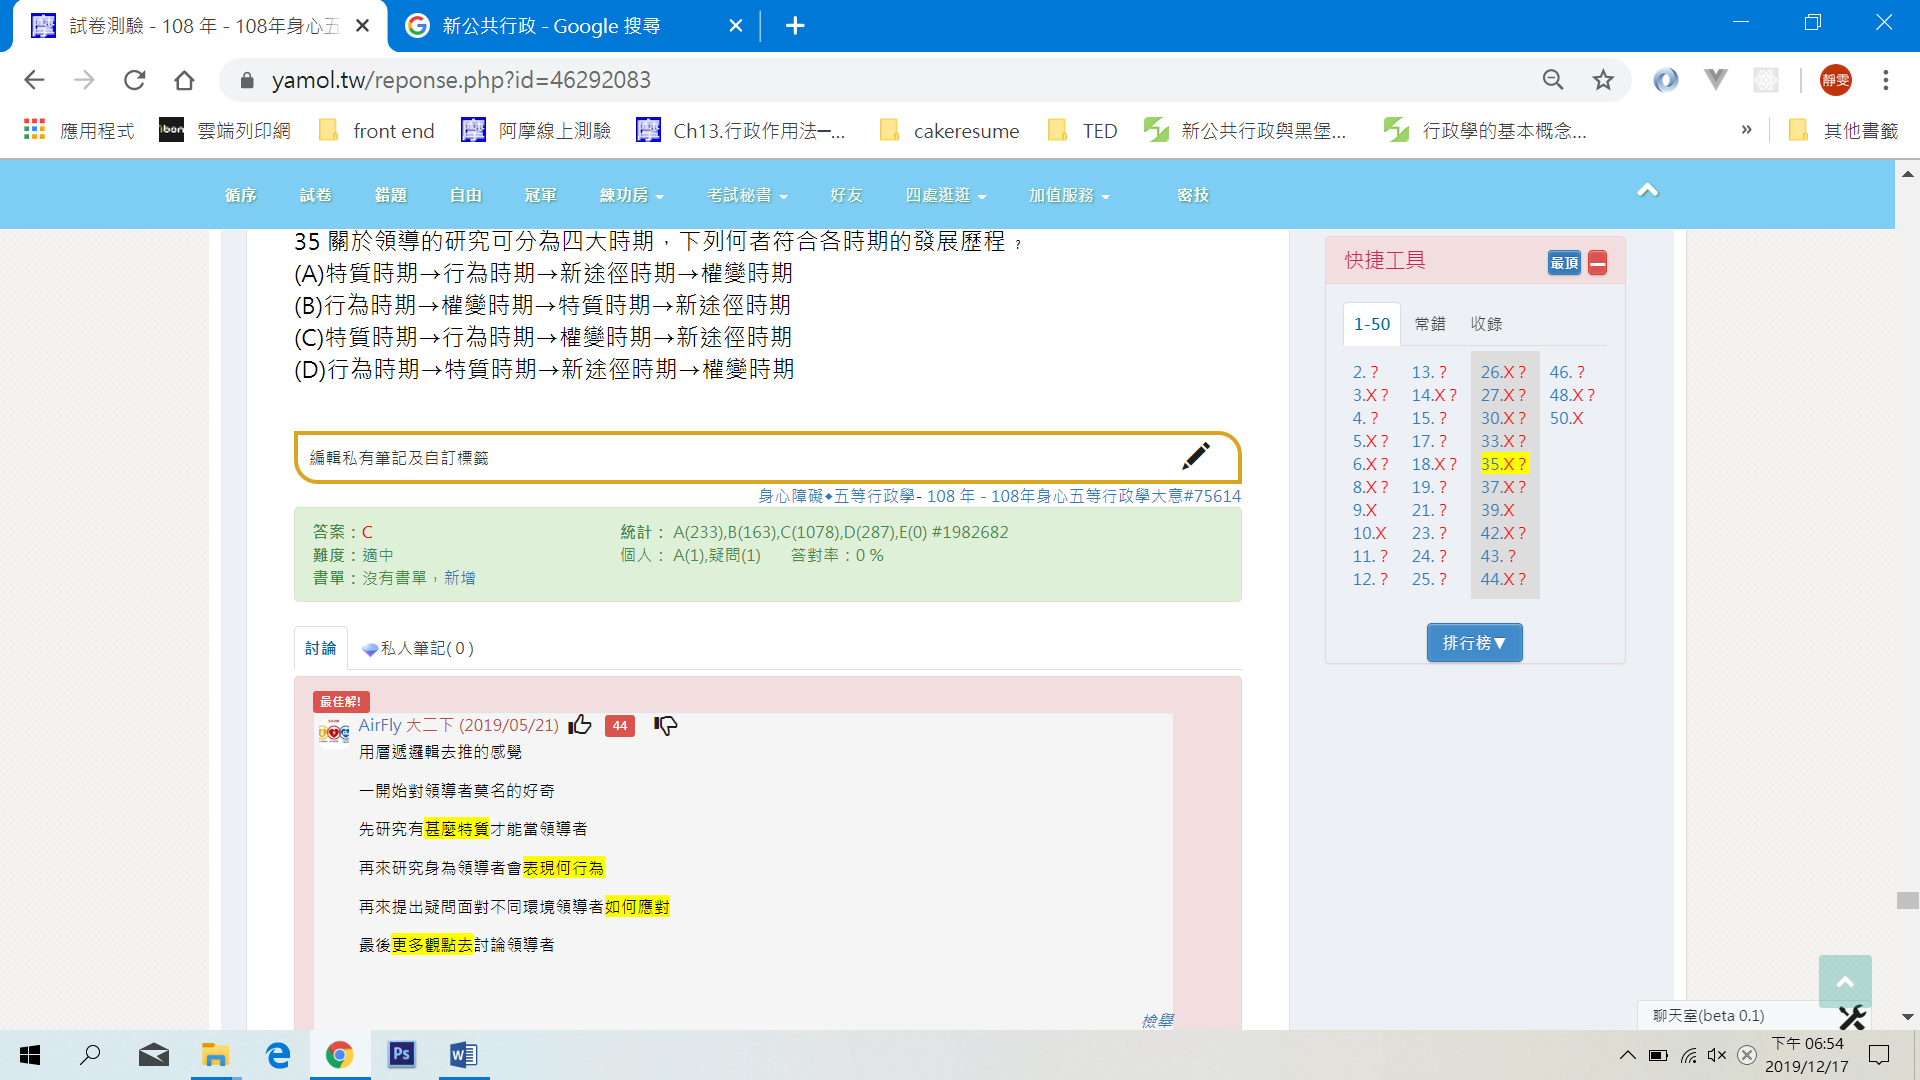 試卷測驗 - 108 年 - 108年身心五
新公共行政 - Google 搜尋
yamol.tw/reponse.php?id=46292083
靜雯
應用程式
ibon
雲端列印網
front end
摩
阿摩線上測驗
摩
Ch13.行政作用法─...
cakeresume
TED
新公共行政與黑堡...
行政學的基本概念...
»
其他書籤
循序 試卷 錯題 自由 冠軍 練功房 考試秘書 好友 四處逛逛 加值服務 密技
35 關於領導的研究可分為四大時期，下列何者符合各時期的發展歷程﹖
(A)特質時期→行為時期→新途徑時期→權變時期
(B)行為時期→權變時期→特質時期→新途徑時期
(C)特質時期→行為時期→權變時期→新途徑時期
(D)行為時期→特質時期→新途徑時期→權變時期
編輯私有筆記及自訂標籤
身心障礙◆五等行政學- 108 年 - 108年身心五等行政學大意#75614
答案：C
統計： A(233),B(163),C(1078),D(287),E(0) #1982682
難度：適中
個人： A(1),疑問(1) 答對率：0 %
書單：沒有書單，新增
討論
私人筆記( 0 )
最佳解!
AirFly 大二下 (2019/05/21) 44
用層遞邏輯去推的感覺
一開始對領導者莫名的好奇
先研究有甚麼特質才能當領導者
再來研究身為領導者會表現何行為
再來提出疑問面對不同環境領導者如何應對
最後更多觀點去討論領導者
檢舉
快捷工具
最頂
1-50 常錯 收錄
2. ? 13. ? 26.X ? 46. ?
3.X ? 14.X ? 27.X ? 48.X ?
4. ? 15. ? 30.X ? 50.X
5.X ? 17. ? 33.X ?
6.X ? 18.X ? 35.X ?
8.X ? 19. ? 37.X ?
9.X 21. ? 39.X
10.X 23. ? 42.X ?
11. ? 24. ? 43. ?
12. ? 25. ? 44.X ?
排行榜▼
聊天室(beta 0.1)
Ps
下午 06:54
2019/12/17